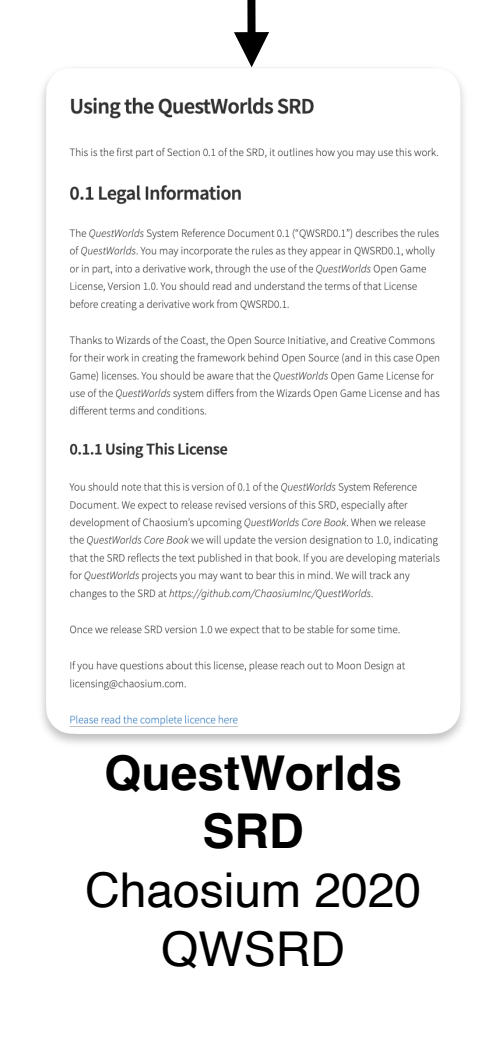 Using the QuestWorlds SRD
This is the first part of Section 0.1 of the SRD, it outlines how you may use this work.
0.1 Legal Information
The QuestWorlds System Reference Document 0.1 (“QWSRD0.1”) describes the rules
of QuestWorlds. You may incorporate the rules as they appear in QWSRD0.1, wholly
or in part, into a derivative work, through the use of the QuestWorlds Open Game
License, Version 1.0. You should read and understand the terms of that License
before creating a derivative work from QWSRD0.1.
Thanks to Wizards of the Coast, the Open Source Initiative, and Creative Commons
for their work in creating the framework behind Open Source (and in this case Open
Game) licenses. You should be aware that the QuestWorlds Open Game License for
use of the QuestWorlds system differs from the Wizards Open Game License and has
different terms and conditions.
0.1.1 Using This License
You should note that this is version of 0.1 of the QuestWorlds System Reference
Document. We expect to release revised versions of this SRD, especially after
development of Chaosium’s upcoming QuestWorlds Core Book. When we release
the QuestWorlds Core Book we will update the version designation to 1.0, indicating
that the SRD reflects the text published in that book. If you are developing materials
for QuestWorlds projects you may want to bear this in mind. We will track any
changes to the SRD at https://github.com/ChaosiumInc/QuestWorlds.
Once we release SRD version 1.0 we expect that to be stable for some time.
If you have questions about this license, please reach out to Moon Design at
licensing@chaosium.com.
Please read the complete licence here
QuestWorlds
SRD
Chaosium 2020
QWSRD